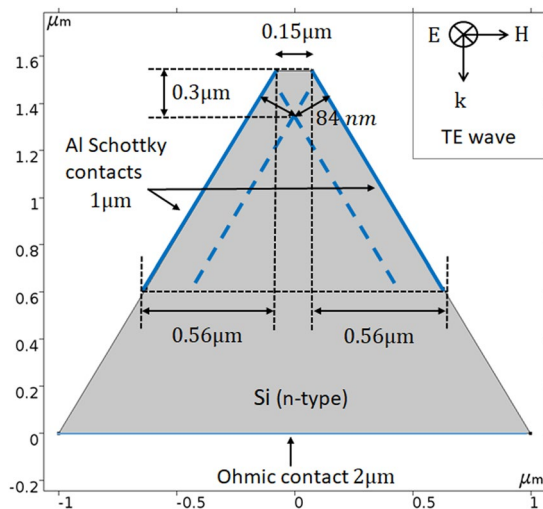 μm
0.15μm
E
H
k
TE wave
1.6
1.4
1.2
1
0.8
0.6
0.4
0.2
0
-0.2
0.3μm
84 nm
Al Schottky
contacts
1μm
0.56μm
0.56μm
Si (n-type)
Ohmic contact 2μm
-1
-0.5
0
0.5
1
μm